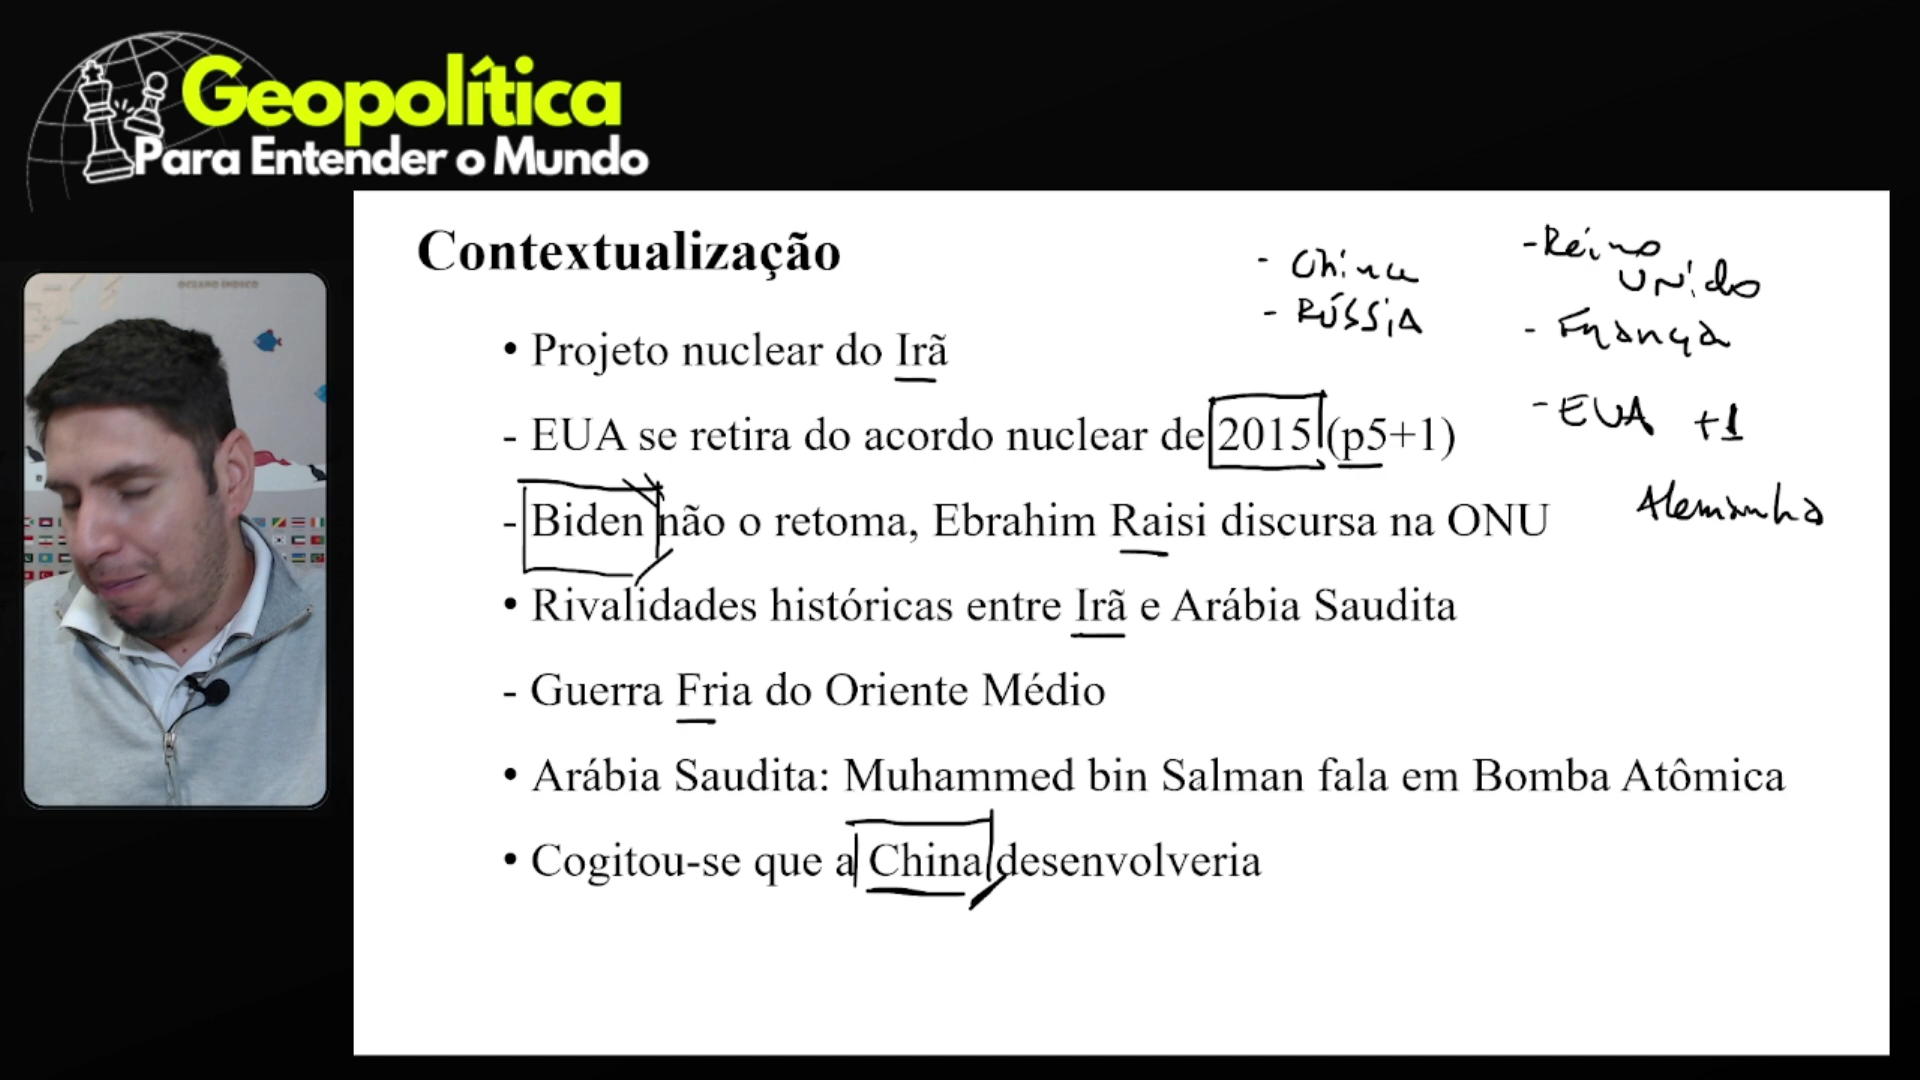 Geopolítica
Para Entender o Mundo
OCEANO ÍNDICO
Contextualização
- China
- RÚSSIA
- Reino
UNido
- França
- EUA +1
Alemanha
• Projeto nuclear do Irã
- EUA se retira do acordo nuclear de 2015 (p5+1)
- Biden não o retoma, Ebrahim Raisi discursa na ONU
• Rivalidades históricas entre Irã e Arábia Saudita
- Guerra Fria do Oriente Médio
• Arábia Saudita: Muhammed bin Salman fala em Bomba Atômica
• Cogitou-se que a China desenvolveria